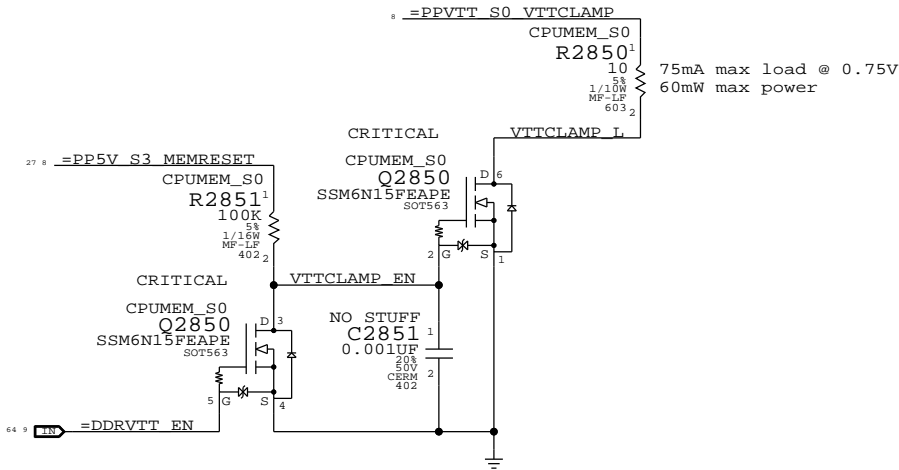 8 =PPVTT_S0_VTTCLAMP
CPUMEM_S0
R2850 1
10
5%
1/10W
MF-LF
603 2
75mA max load @ 0.75V
60mW max power
VTTCLAMP_L
CRITICAL
CPUMEM_S0
Q2850
SSM6N15FEAPE
SOT563
D 6
2 G S 1
27 8 =PP5V_S3_MEMRESET
CPUMEM_S0
R2851 1
100K
5%
1/16W
MF-LF
402 2
VTTCLAMP_EN
CRITICAL
CPUMEM_S0
Q2850
SSM6N15FEAPE
SOT563
D 3
5 G S 4
NO STUFF
C2851 1
0.001UF
20%
50V
CERM
402
2
64 9 IN =DDRVTT_EN